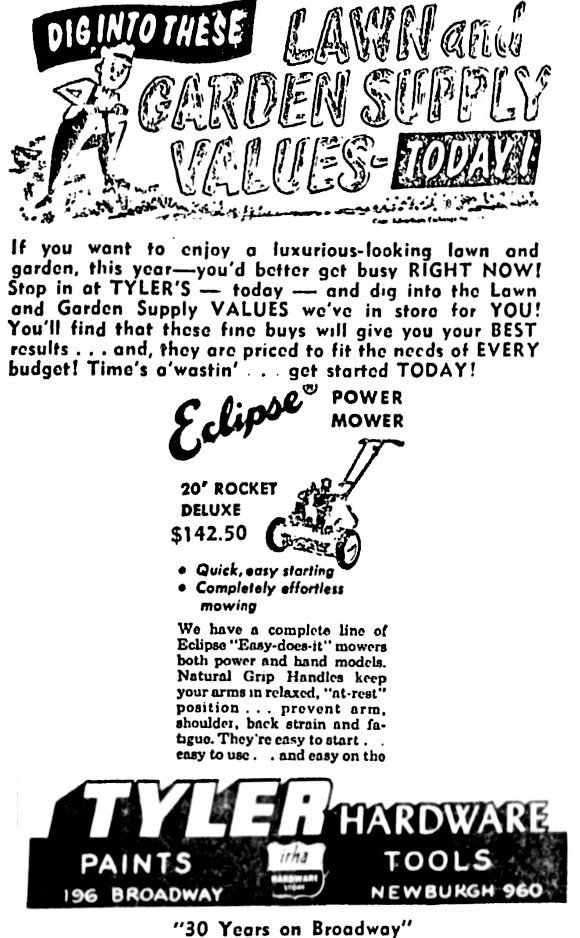 DIG INTO THESE
LAWN and
GARDEN SUPPLY
VALUES- TODAY!
If you want to enjoy a luxurious-looking lawn and
garden, this year—you'd better get busy RIGHT NOW!
Stop in at TYLER'S — today — and dig into the Lawn
and Garden Supply VALUES we've in store for YOU!
You'll find that these fine buys will give you your BEST
results . . . and, they are priced to fit the needs of EVERY
budget! Time's a'wastin' . . . get started TODAY!
Eclipse® POWER
MOWER
20" ROCKET
DELUXE
$142.50
• Quick, easy starting
• Completely effortless
mowing
We have a complete line of
Eclipse "Easy-does-it" mowers
both power and hand models.
Natural Grip Handles keep
your arms in relaxed, "at-rest"
position . . . prevent arm,
shoulder, back strain and fa-
tigue. They're easy to start . .
easy to use . . and easy on the
TYLER HARDWARE
PAINTS irha TOOLS
HARDWARE
STORE
196 BROADWAY NEWBURGH 960
"30 Years on Broadway"